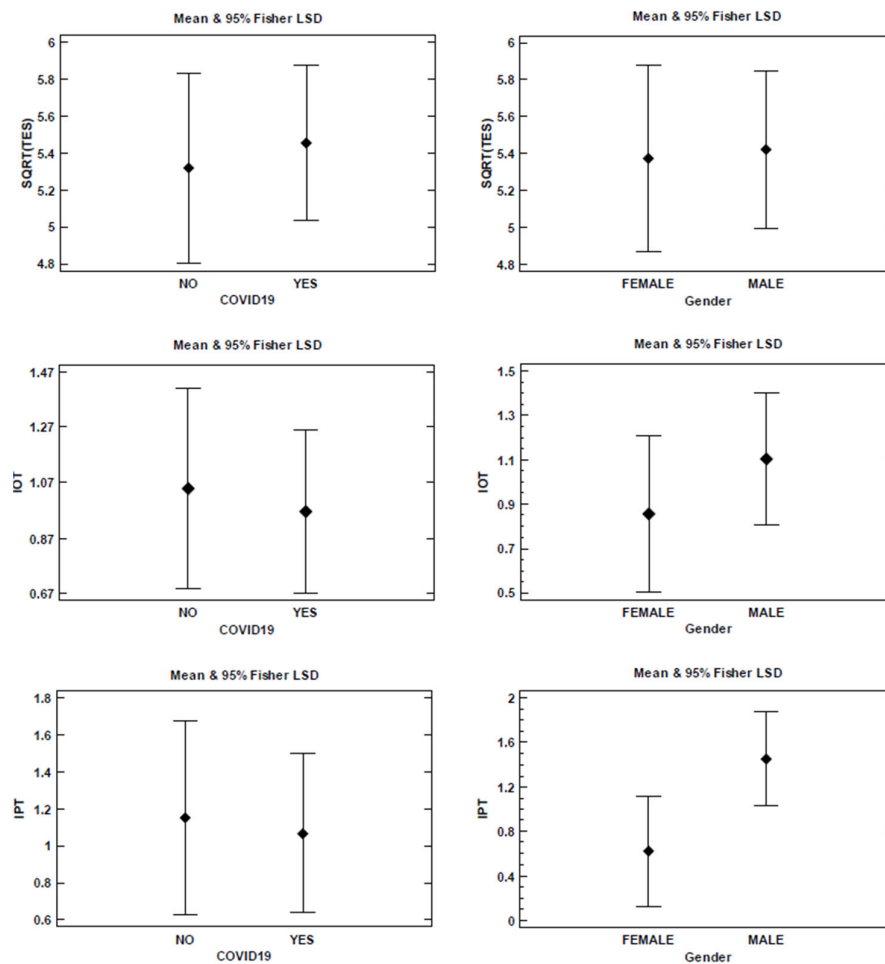 Mean & 95% Fisher LSD
6
5.8
5.6
5.4
5.2
5
4.8
SQRT(TES)
NO YES
COVID19
Mean & 95% Fisher LSD
6
5.8
5.6
5.4
5.2
5
4.8
SQRT(TES)
FEMALE MALE
Gender
Mean & 95% Fisher LSD
1.47
1.27
1.07
0.87
0.67
IOT
NO YES
COVID19
Mean & 95% Fisher LSD
1.5
1.3
1.1
0.9
0.7
0.5
IOT
FEMALE MALE
Gender
Mean & 95% Fisher LSD
1.8
1.6
1.4
1.2
1
0.8
0.6
IPT
NO YES
COVID19
Mean & 95% Fisher LSD
2
1.6
1.2
0.8
0.4
0
IPT
FEMALE MALE
Gender